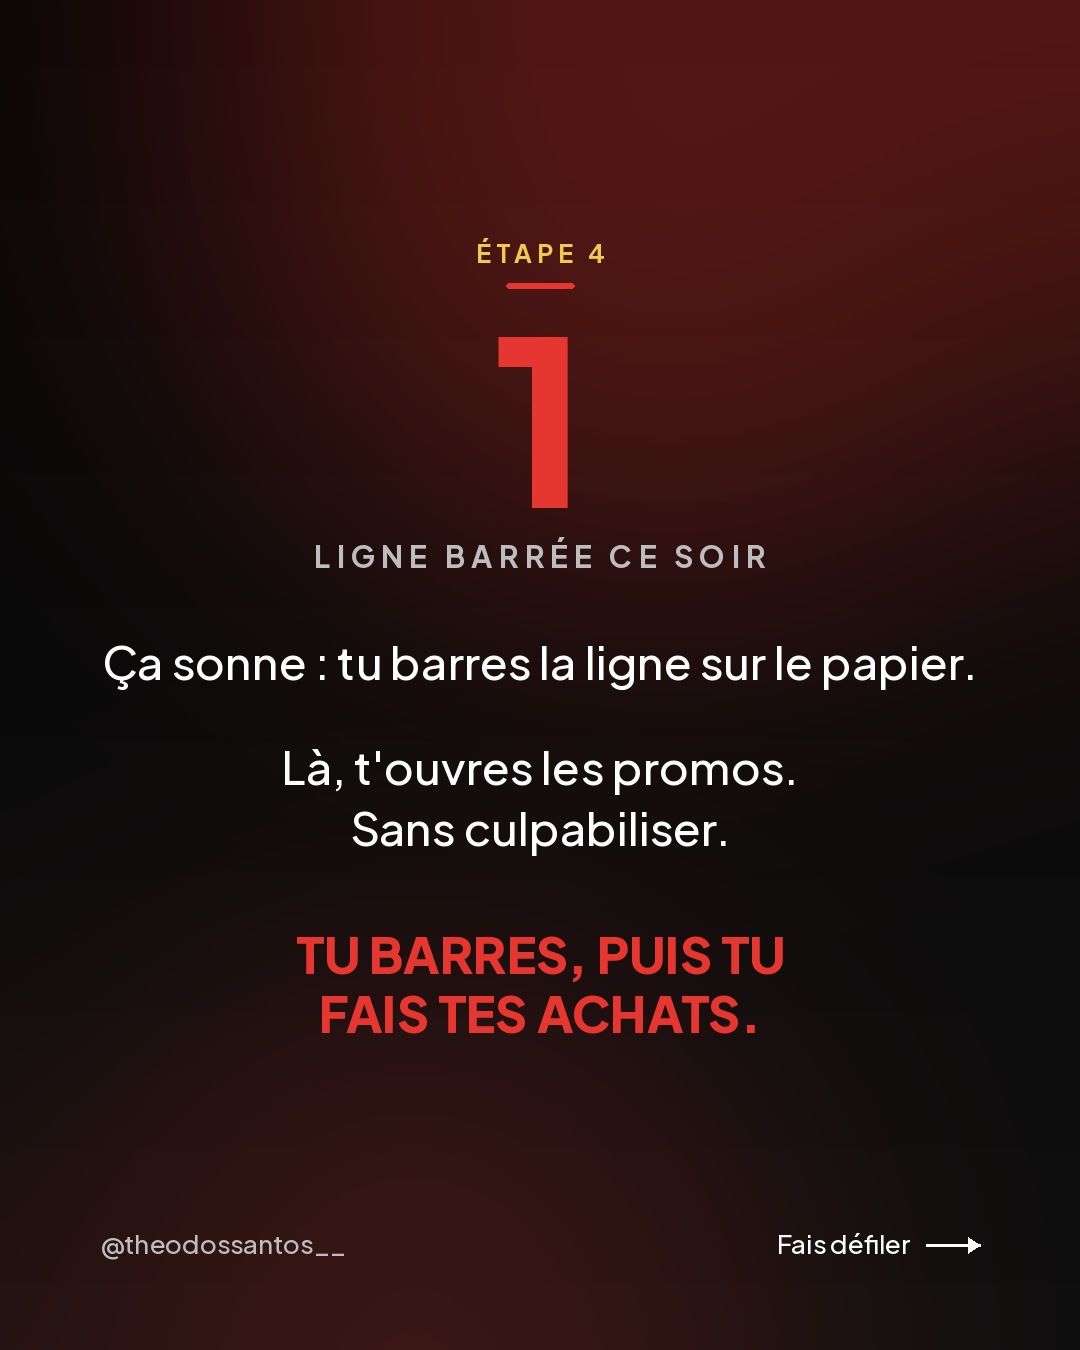 ÉTAPE 4
1
LIGNE BARRÉE CE SOIR
Ça sonne : tu barres la ligne sur le papier.
Là, t'ouvres les promos.
Sans culpabiliser.
TU BARRES, PUIS TU
FAIS TES ACHATS.
@theodossantos__
Fais défiler